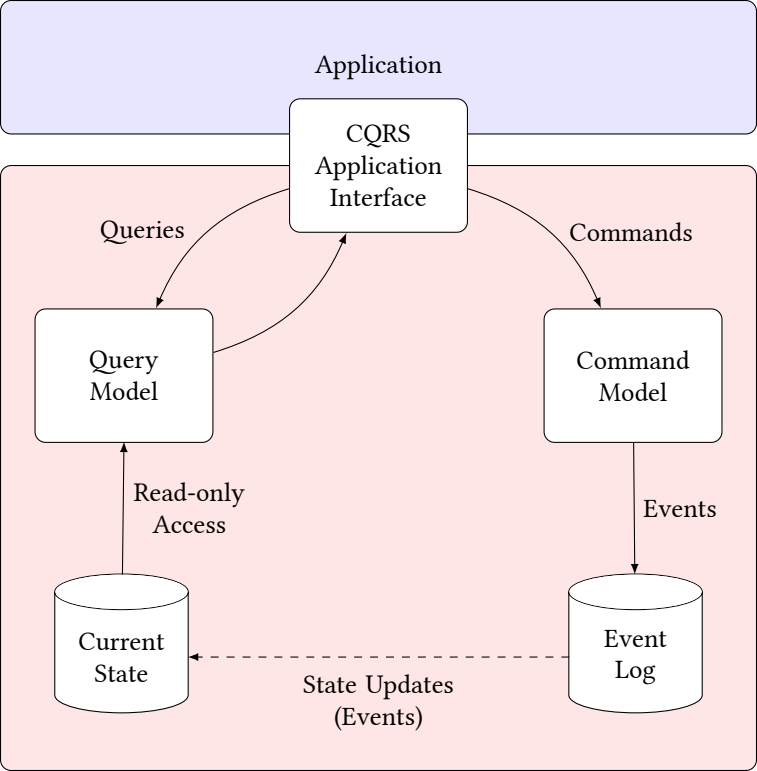 Application
CQRS
Application
Interface
Queries
Commands
Query
Model
Command
Model
Read-only
Access
Events
Current
State
Event
Log
State Updates
(Events)